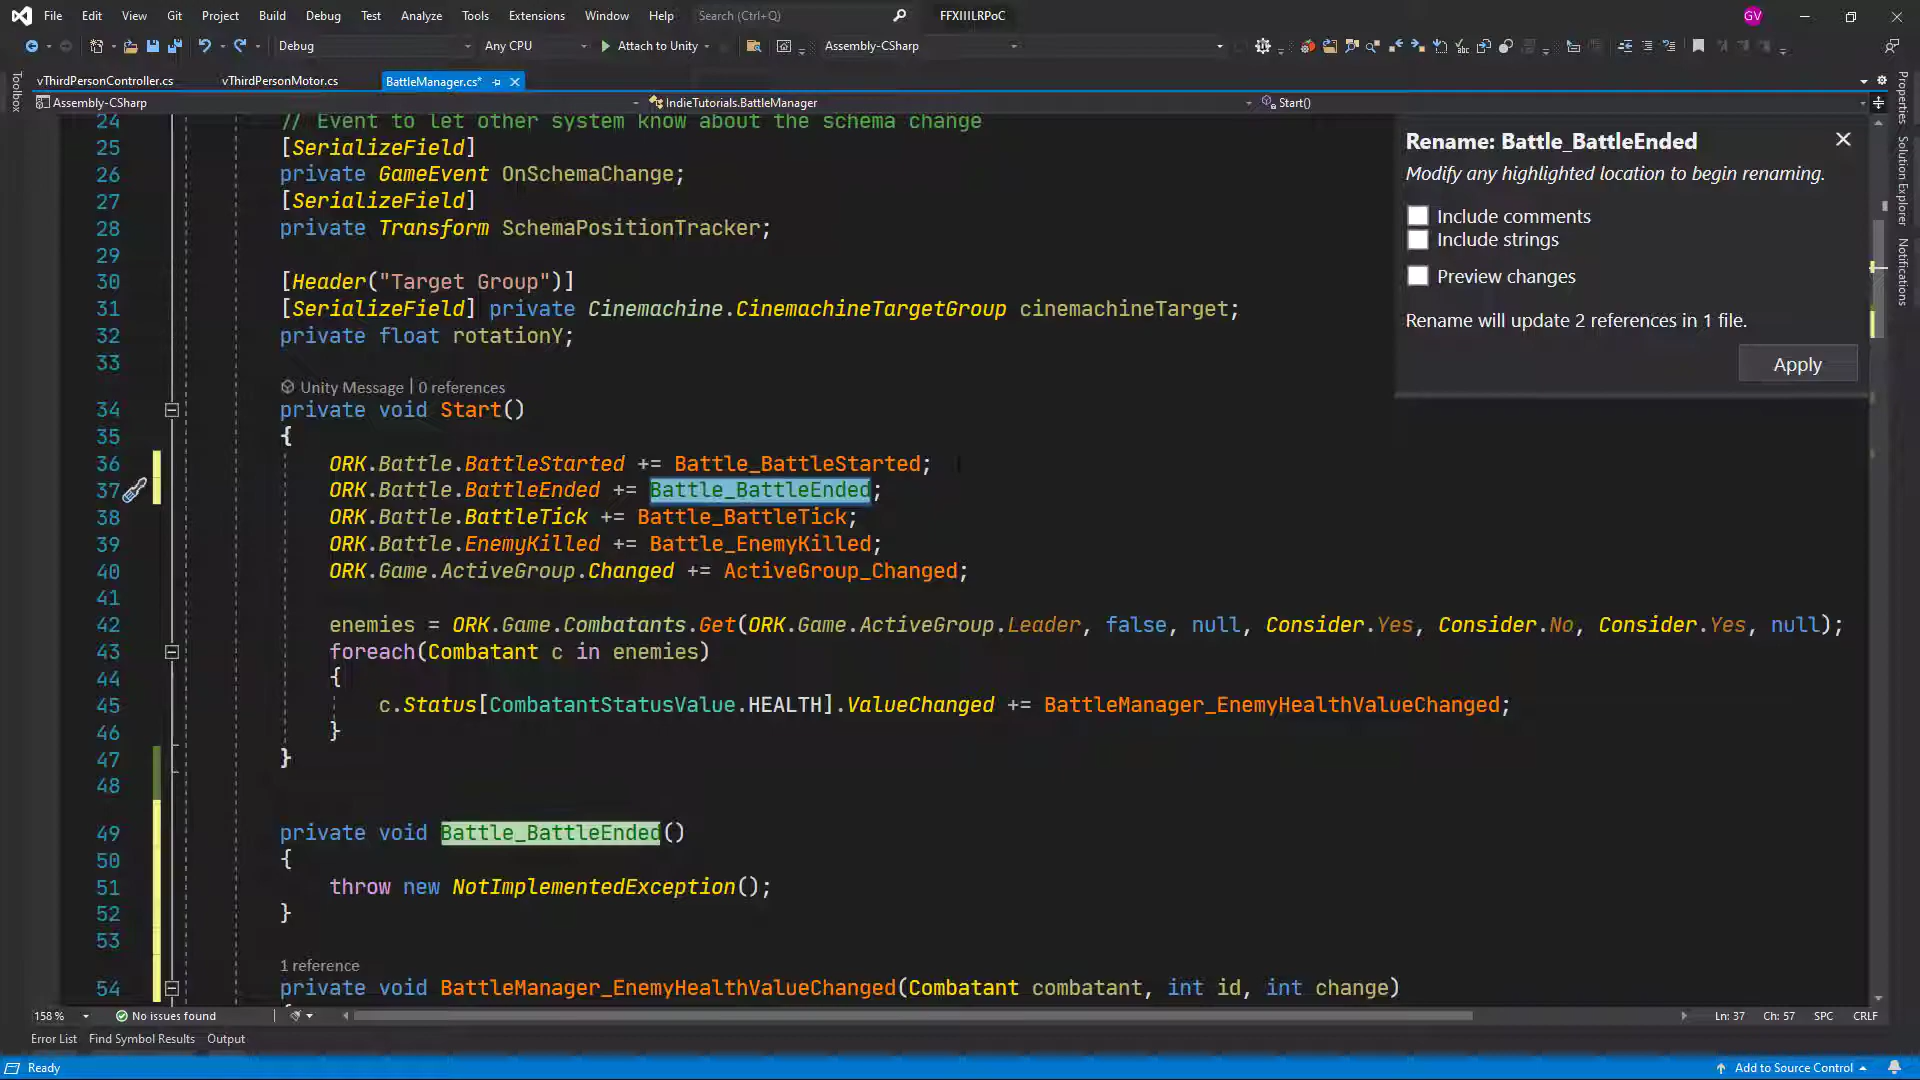 File Edit View Git Project Build Debug Test Analyze Tools Extensions Window Help Search (Ctrl+Q) FFXIIILRPoC GV
Debug Any CPU Attach to Unity Assembly-CSharp
vThirdPersonController.cs vThirdPersonMotor.cs BattleManager.cs*
Assembly-CSharp IndieTutorials.BattleManager Start()
Toolbox
Properties
Solution Explorer
Notifications
24 // Event to let other system know about the schema change
25 [SerializeField]
26 private GameEvent OnSchemaChange;
27 [SerializeField]
28 private Transform SchemaPositionTracker;
29
30 [Header("Target Group")]
31 [SerializeField] private Cinemachine.CinemachineTargetGroup cinemachineTarget;
32 private float rotationY;
33
Unity Message | 0 references
34 private void Start()
35 {
36 ORK.Battle.BattleStarted += Battle_BattleStarted;
37 ORK.Battle.BattleEnded += Battle_BattleEnded;
38 ORK.Battle.BattleTick += Battle_BattleTick;
39 ORK.Battle.EnemyKilled += Battle_EnemyKilled;
40 ORK.Game.ActiveGroup.Changed += ActiveGroup_Changed;
41
42 enemies = ORK.Game.Combatants.Get(ORK.Game.ActiveGroup.Leader, false, null, Consider.Yes, Consider.No, Consider.Yes, null);
43 foreach(Combatant c in enemies)
44 {
45 c.Status[CombatantStatusValue.HEALTH].ValueChanged += BattleManager_EnemyHealthValueChanged;
46 }
47 }
48
49 private void Battle_BattleEnded()
50 {
51 throw new NotImplementedException();
52 }
53
1 reference
54 private void BattleManager_EnemyHealthValueChanged(Combatant combatant, int id, int change)
Rename: Battle_BattleEnded
Modify any highlighted location to begin renaming.
Include comments
Include strings
Preview changes
Rename will update 2 references in 1 file.
Apply
158 % No issues found Ln: 37 Ch: 57 SPC CRLF
Error List Find Symbol Results Output
Ready Add to Source Control